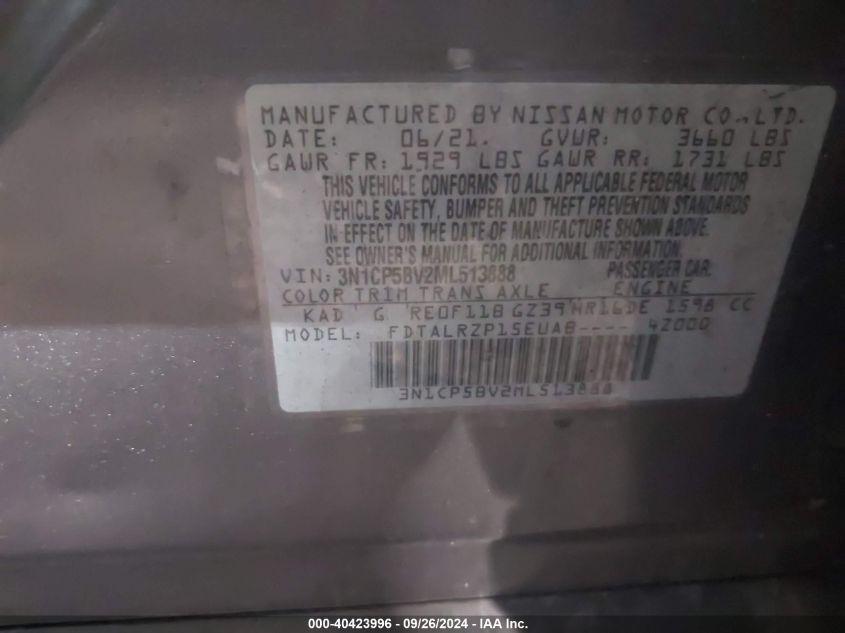 MANUFACTURED BY NISSAN MOTOR CO.,LTD.
DATE: 06/21. GVWR: 3660 LBS
GAWR FR: 1929 LBS GAWR RR: 1731 LBS
THIS VEHICLE CONFORMS TO ALL APPLICABLE FEDERAL MOTOR
VEHICLE SAFETY, BUMPER AND THEFT PREVENTION STANDARDS
IN EFFECT ON THE DATE OF MANUFACTURE SHOWN ABOVE.
SEE OWNER'S MANUAL FOR ADDITIONAL INFORMATION.
VIN: 3N1CP5BV2ML513888 PASSENGER CAR
COLOR TRIM TRANS AXLE ENGINE
KAD G RE0F11B GZ39 HR16DE 1598 CC
MODEL: FDTALRZP15EUAB---- 4Z000
3N1CP5BV2ML513888
000-40423996 - 09/26/2024 - IAA Inc.